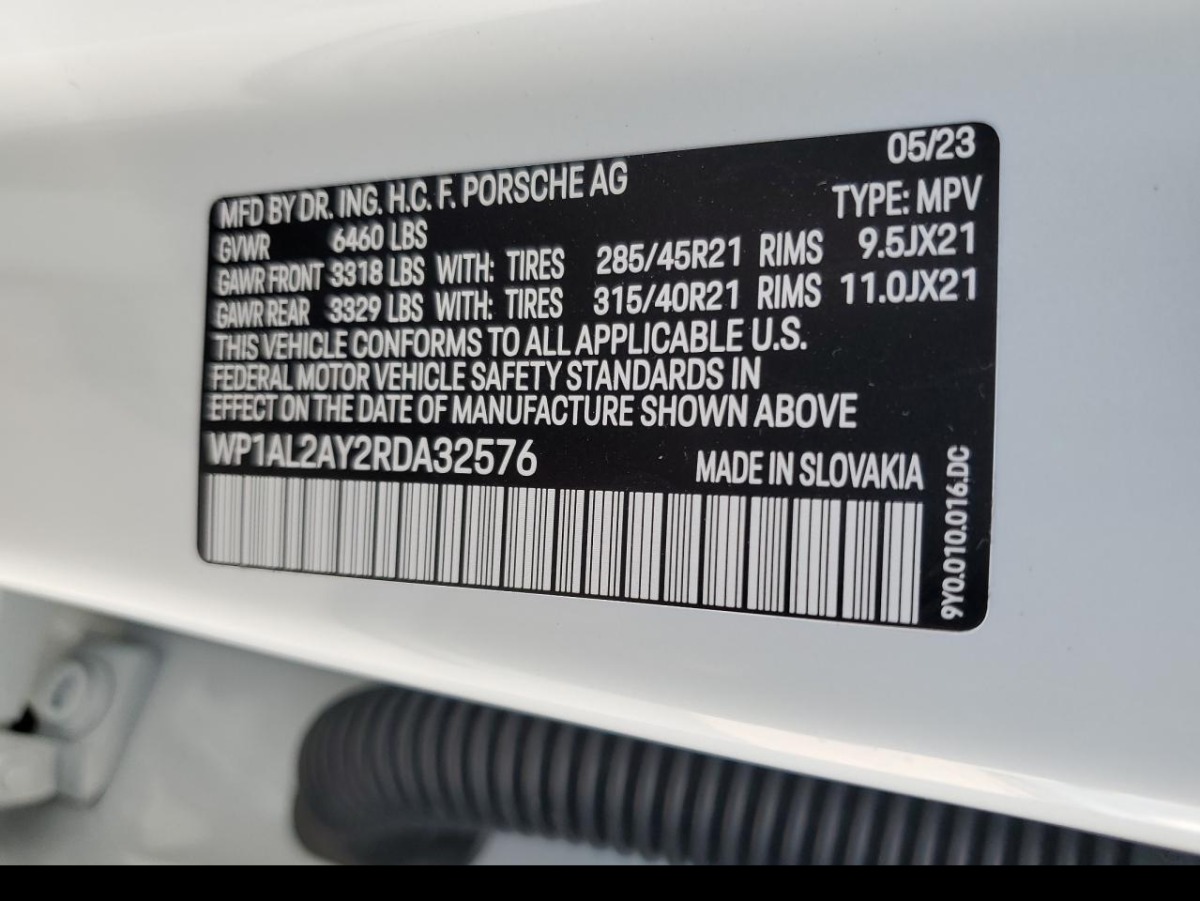 05/23
MFD BY DR. ING. H.C. F. PORSCHE AG TYPE: MPV
GVWR 6460 LBS
GAWR FRONT 3318 LBS WITH: TIRES 285/45R21 RIMS 9.5JX21
GAWR REAR 3329 LBS WITH: TIRES 315/40R21 RIMS 11.0JX21
THIS VEHICLE CONFORMS TO ALL APPLICABLE U.S.
FEDERAL MOTOR VEHICLE SAFETY STANDARDS IN
EFFECT ON THE DATE OF MANUFACTURE SHOWN ABOVE
WP1AL2AY2RDA32576 MADE IN SLOVAKIA
9Y0.010.016.DC